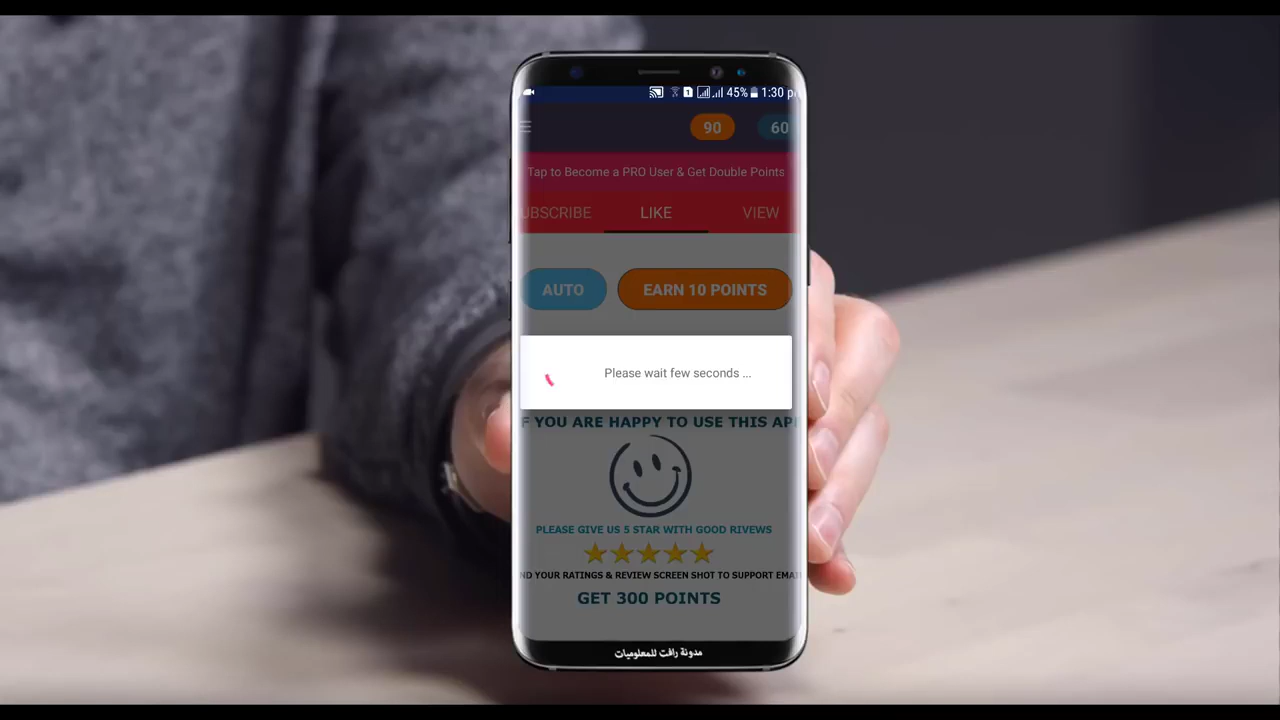 45% 1:30
90 60
Tap to Become a PRO User & Get Double Points
UBSCRIBE LIKE VIEW
AUTO EARN 10 POINTS
Please wait few seconds ...
F YOU ARE HAPPY TO USE THIS AP
PLEASE GIVE US 5 STAR WITH GOOD RIVEWS
ND YOUR RATINGS & REVIEW SCREEN SHOT TO SUPPORT EMA
GET 300 POINTS
مدونة رافت للمعلوميات